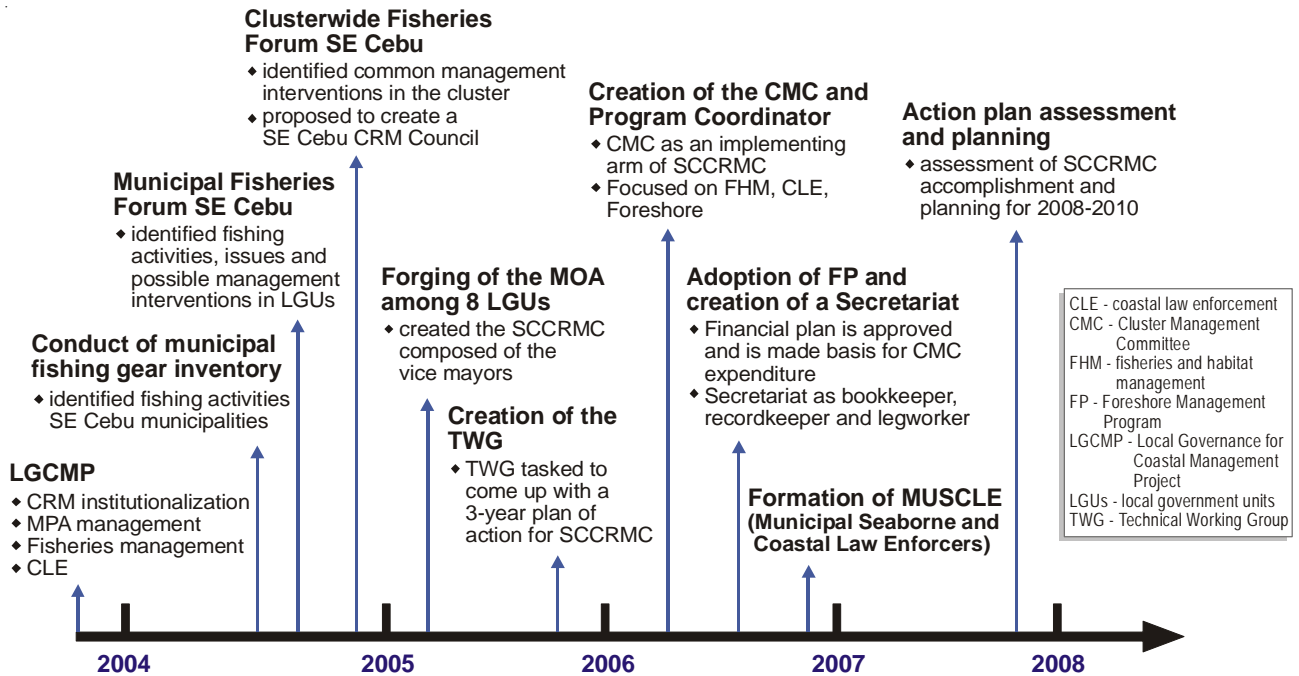 Clusterwide Fisheries
Forum SE Cebu
◆ identified common management
interventions in the cluster
◆ proposed to create a
SE Cebu CRM Council
Municipal Fisheries
Forum SE Cebu
◆ identified fishing
activities, issues and
possible management
interventions in LGUs
Conduct of municipal
fishing gear inventory
◆ identified fishing activities
SE Cebu municipalities
LGCMP
◆ CRM institutionalization
◆ MPA management
◆ Fisheries management
◆ CLE
Forging of the MOA
among 8 LGUs
◆ created the SCCRMC
composed of the
vice mayors
Creation of the
TWG
◆ TWG tasked to
come up with a
3-year plan of
action for SCCRMC
Creation of the CMC and
Program Coordinator
◆ CMC as an implementing
arm of SCCRMC
◆ Focused on FHM, CLE,
Foreshore
Adoption of FP and
creation of a Secretariat
◆ Financial plan is approved
and is made basis for CMC
expenditure
◆ Secretariat as bookkeeper,
recordkeeper and legworker
Formation of MUSCLE
(Municipal Seaborne and
Coastal Law Enforcers)
Action plan assessment
and planning
◆ assessment of SCCRMC
accomplishment and
planning for 2008-2010
CLE - coastal law enforcement
CMC - Cluster Management
Committee
FHM - fisheries and habitat
management
FP - Foreshore Management
Program
LGCMP - Local Governance for
Coastal Management
Project
LGUs - local government units
TWG - Technical Working Group
2004
2005
2006
2007
2008